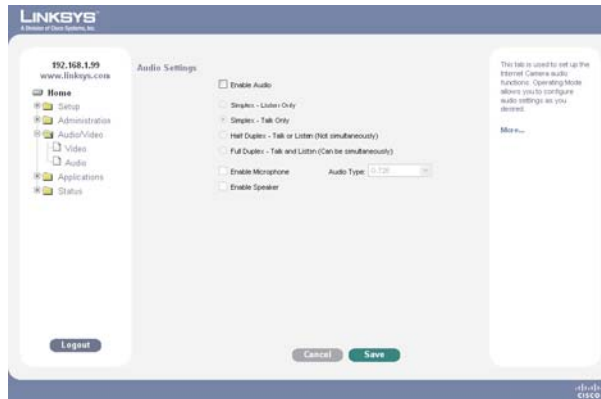 LINKSYS®
A Division of Cisco Systems, Inc.
192.168.1.99
www.linksys.com
Home
Setup
Administration
Audio/Video
Video
Audio
Applications
Status
Logout
Audio Settings
Enable Audio
Simplex - Listen Only
Simplex - Talk Only
Half Duplex - Talk or Listen (Not simultaneously)
Full Duplex - Talk and Listen (Can be simultaneously)
Enable Microphone Audio Type: G.726
Enable Speaker
Cancel Save
This tab is used to set up the
Internet Camera audio
functions. Operating Mode
allows you to configure
audio settings as you
desired.
More...
CISCO